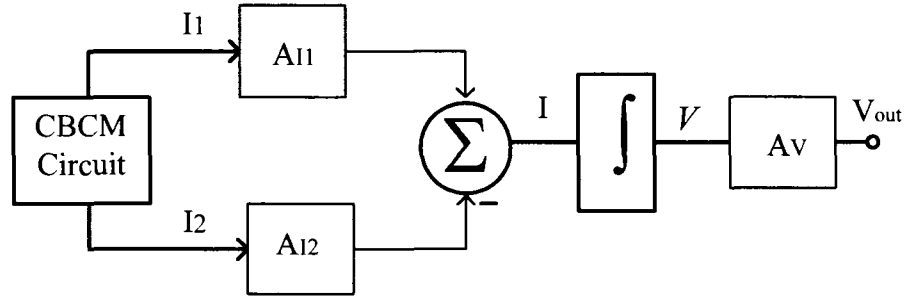 I1
AI1
CBCM
Circuit
Σ
−
I
∫
V
AV
Vout
I2
AI2